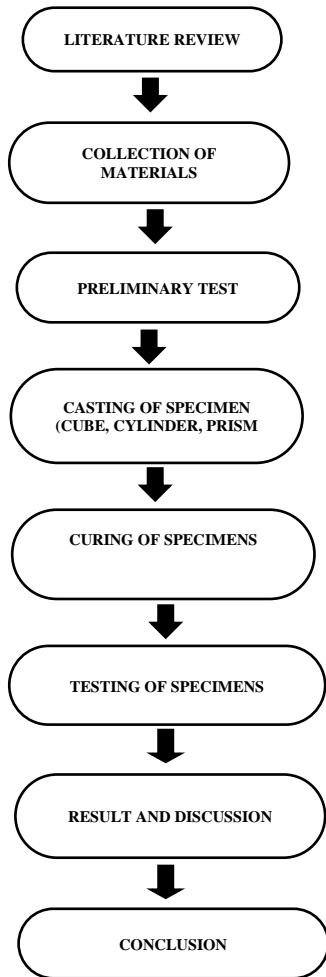 LITERATURE REVIEW
COLLECTION OF
MATERIALS
PRELIMINARY TEST
CASTING OF SPECIMEN
(CUBE, CYLINDER, PRISM
CURING OF SPECIMENS
TESTING OF SPECIMENS
RESULT AND DISCUSSION
CONCLUSION